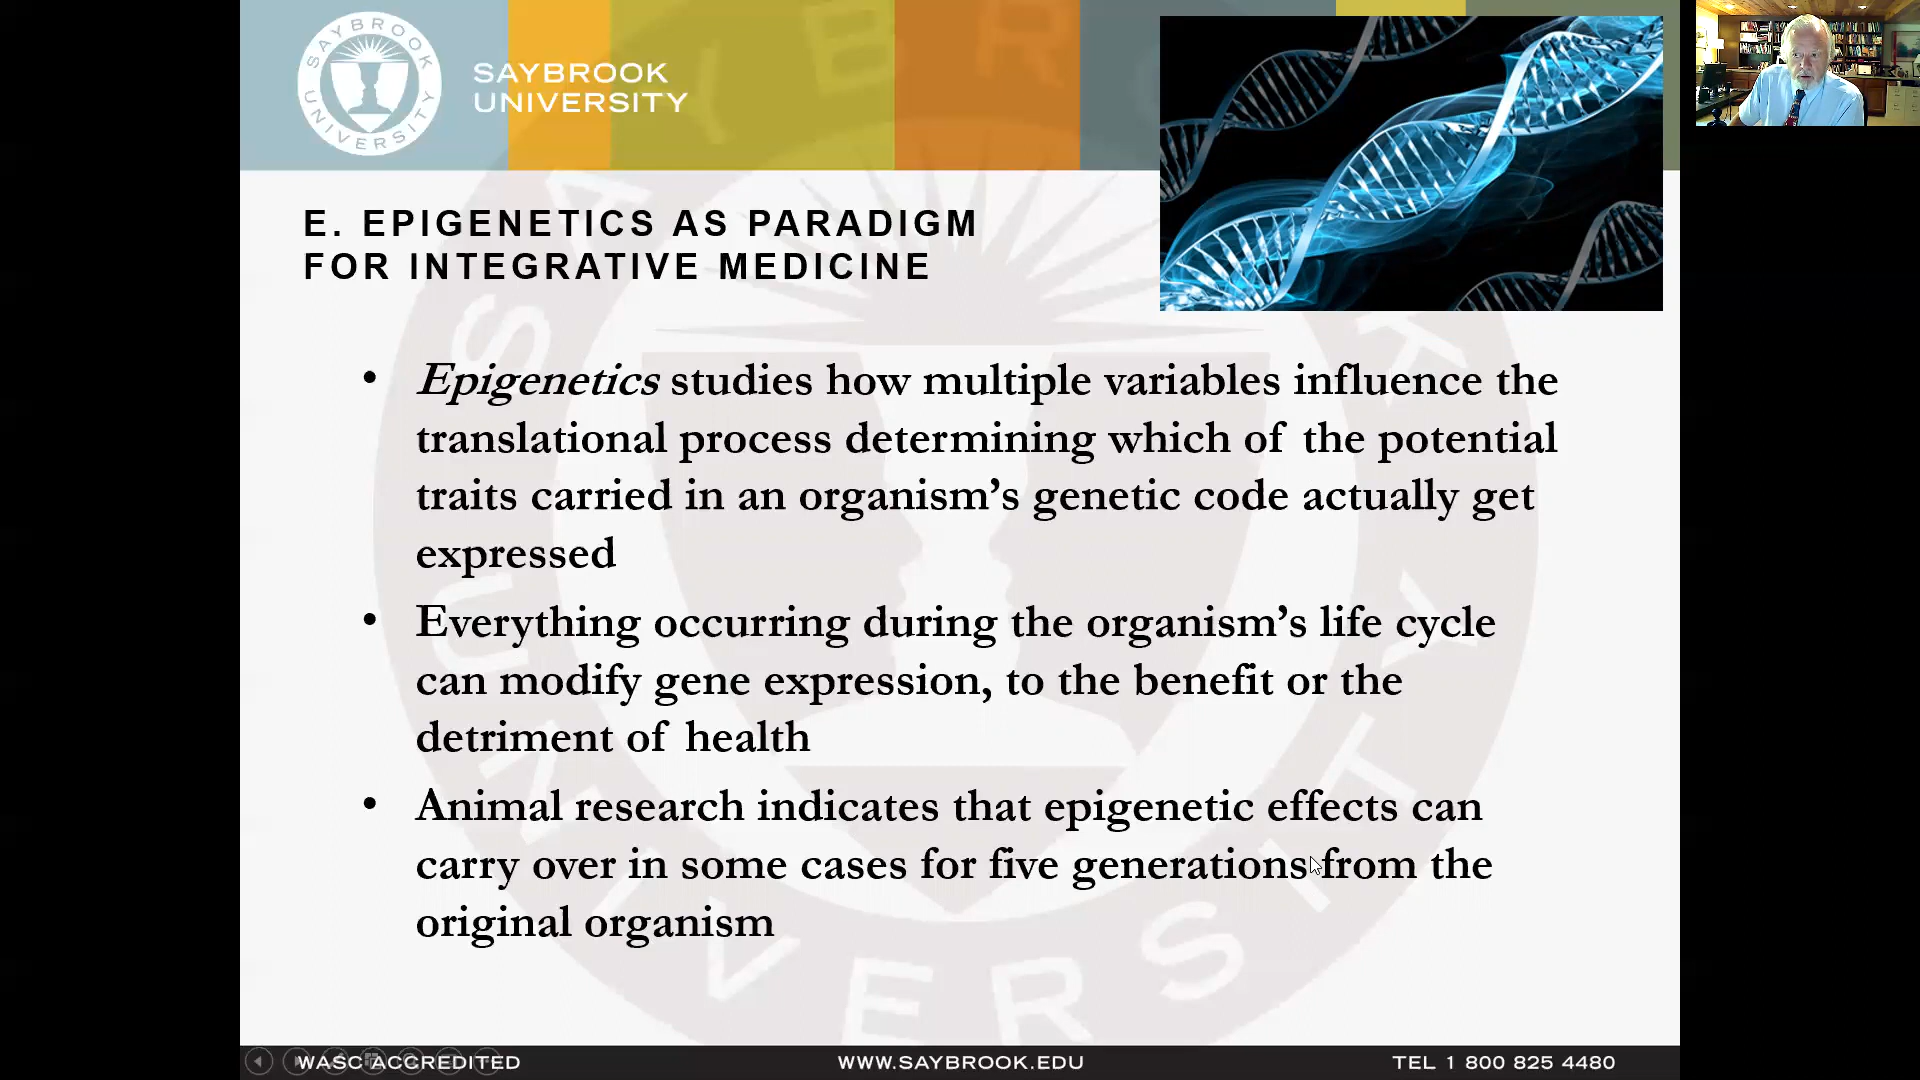 SAYBROOK UNIVERSITY
SAYBROOK
UNIVERSITY
E. EPIGENETICS AS PARADIGM
FOR INTEGRATIVE MEDICINE
• Epigenetics studies how multiple variables influence the
translational process determining which of the potential
traits carried in an organism’s genetic code actually get
expressed
• Everything occurring during the organism’s life cycle
can modify gene expression, to the benefit or the
detriment of health
• Animal research indicates that epigenetic effects can
carry over in some cases for five generations from the
original organism
WASC ACCREDITED
WWW.SAYBROOK.EDU
TEL 1 800 825 4480